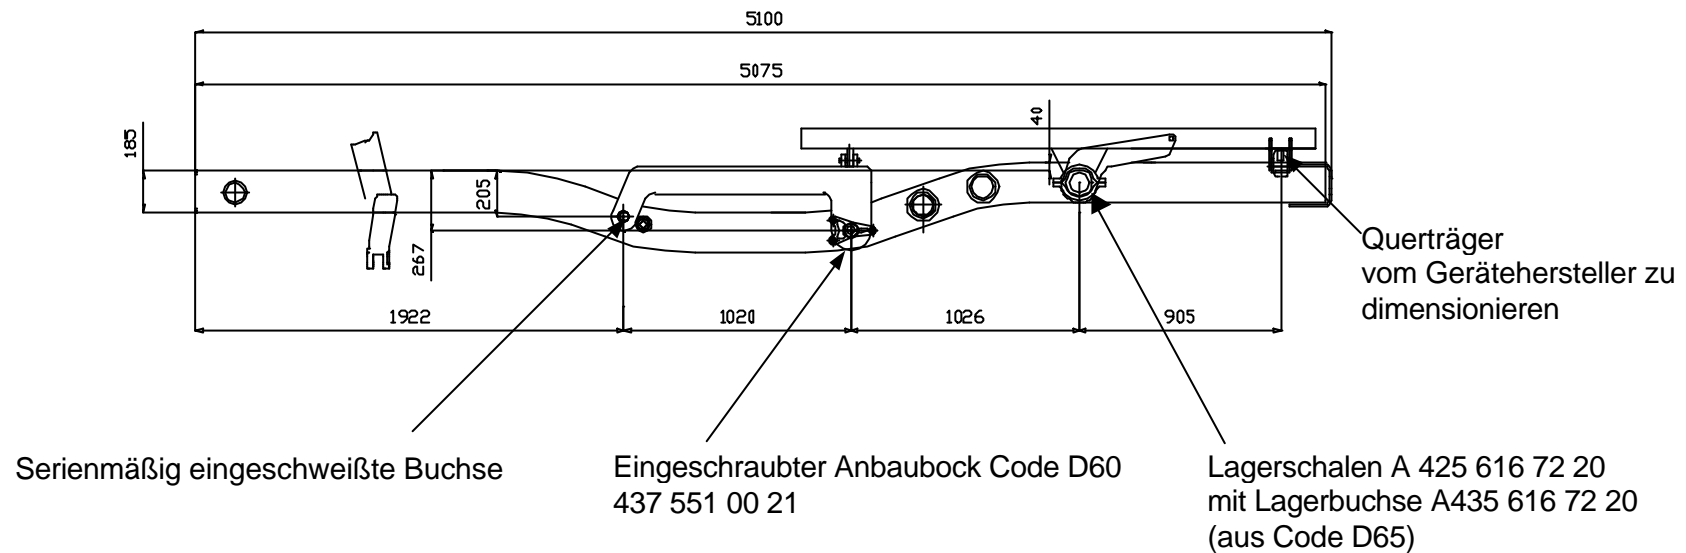 5100
5075
40
185
205
267
1922
1020
1026
905
Querträger
vom Gerätehersteller zu
dimensionieren
Serienmäßig eingeschweißte Buchse
Eingeschraubter Anbaubock Code D60
437 551 00 21
Lagerschalen A 425 616 72 20
mit Lagerbuchse A435 616 72 20
(aus Code D65)